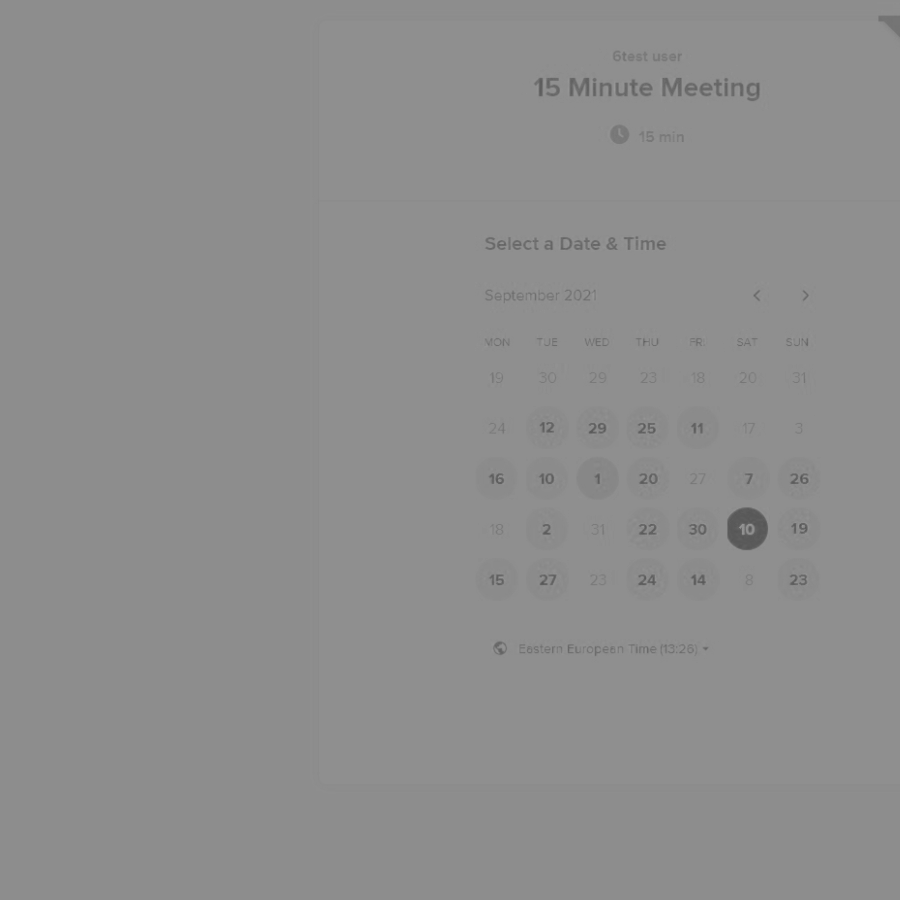 6test user
15 Minute Meeting
15 min
Select a Date & Time
September 2021
MON TUE WED THU FRI SAT SUN
19 30 29 23 18 20 31
24 12 29 25 11 17 3
16 10 1 20 27 7 26
18 2 31 22 30 10 19
15 27 23 24 14 8 23
Eastern European Time (13:26)